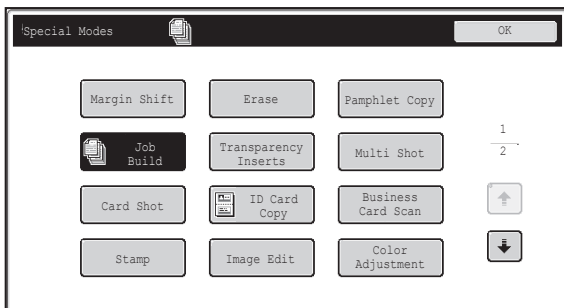 Special Modes
OK
Margin Shift
Erase
Pamphlet Copy
Job
Build
Transparency
Inserts
Multi Shot
1
2
Card Shot
ID Card
Copy
Business
Card Scan
Stamp
Image Edit
Color
Adjustment